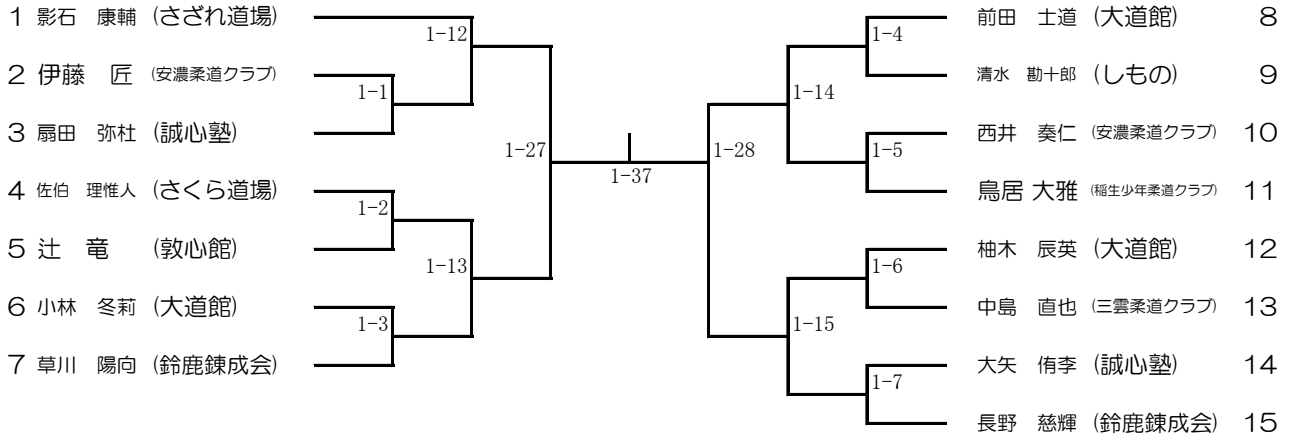 1 影石 康輔 (さざれ道場)
1-12
2 伊藤 匠 (安濃柔道クラブ)
1-1
3 扇田 弥杜 (誠心塾)
1-27
4 佐伯 理惟人 (さくら道場)
1-2
5 辻 竜 (敦心館)
1-13
6 小林 冬莉 (大道館)
1-3
7 草川 陽向 (鈴鹿錬成会)
1-37
前田 士道 (大道館) 8
1-4
清水 勘十郎 (しもの) 9
1-14
西井 奏仁 (安濃柔道クラブ) 10
1-28
1-5
鳥居 大雅 (稲生少年柔道クラブ) 11
柚木 辰英 (大道館) 12
1-6
中島 直也 (三雲柔道クラブ) 13
1-15
大矢 侑李 (誠心塾) 14
1-7
長野 慈輝 (鈴鹿錬成会) 15